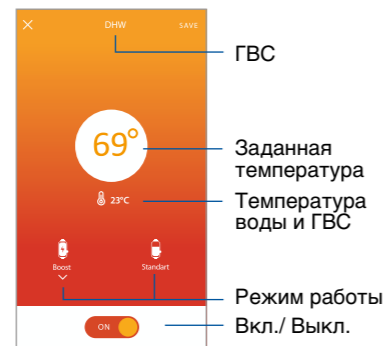 DHW
SAVE
ГВС
69°
Заданная
температура
23°C
Температура
воды и ГВС
Boost
Standart
Режим работы
ON
Вкл./ Выкл.